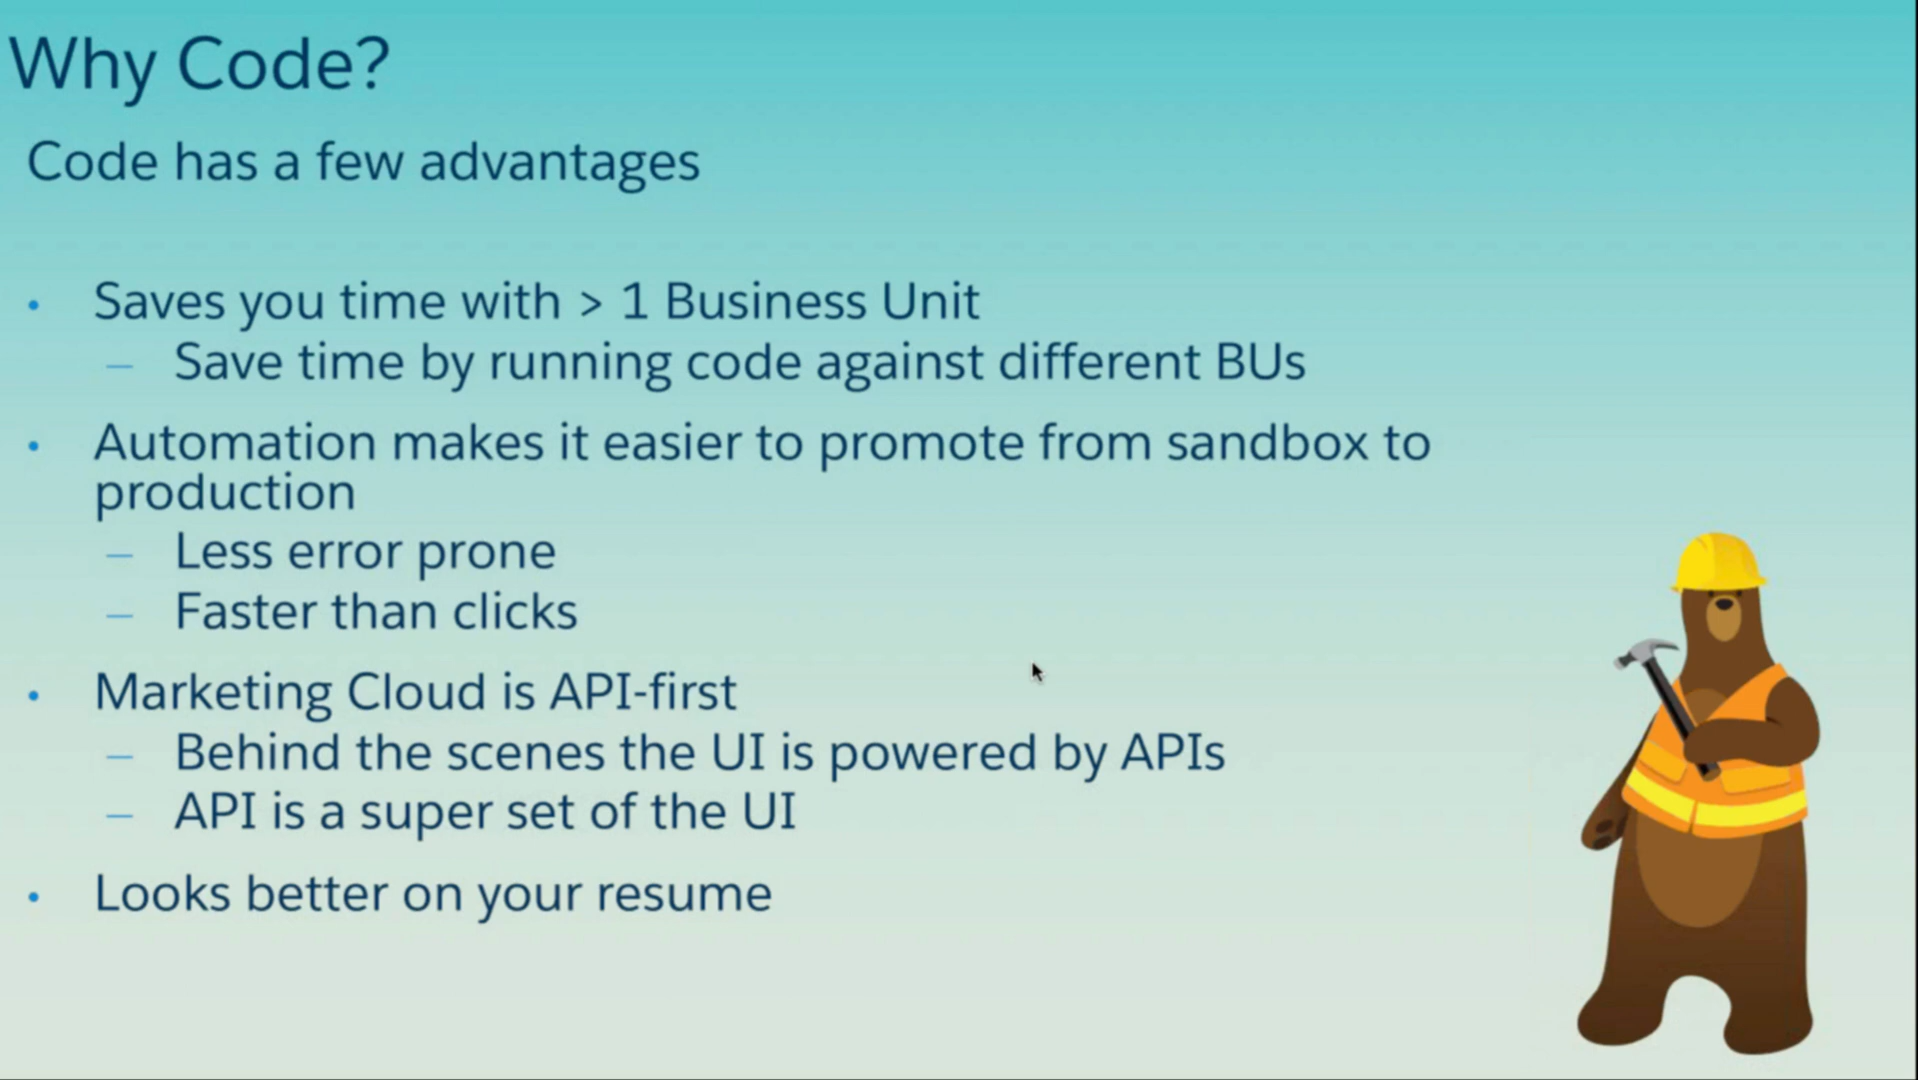 Why Code?
Code has a few advantages
• Saves you time with > 1 Business Unit
– Save time by running code against different BUs
• Automation makes it easier to promote from sandbox to
production
– Less error prone
– Faster than clicks
• Marketing Cloud is API-first
– Behind the scenes the UI is powered by APIs
– API is a super set of the UI
• Looks better on your resume